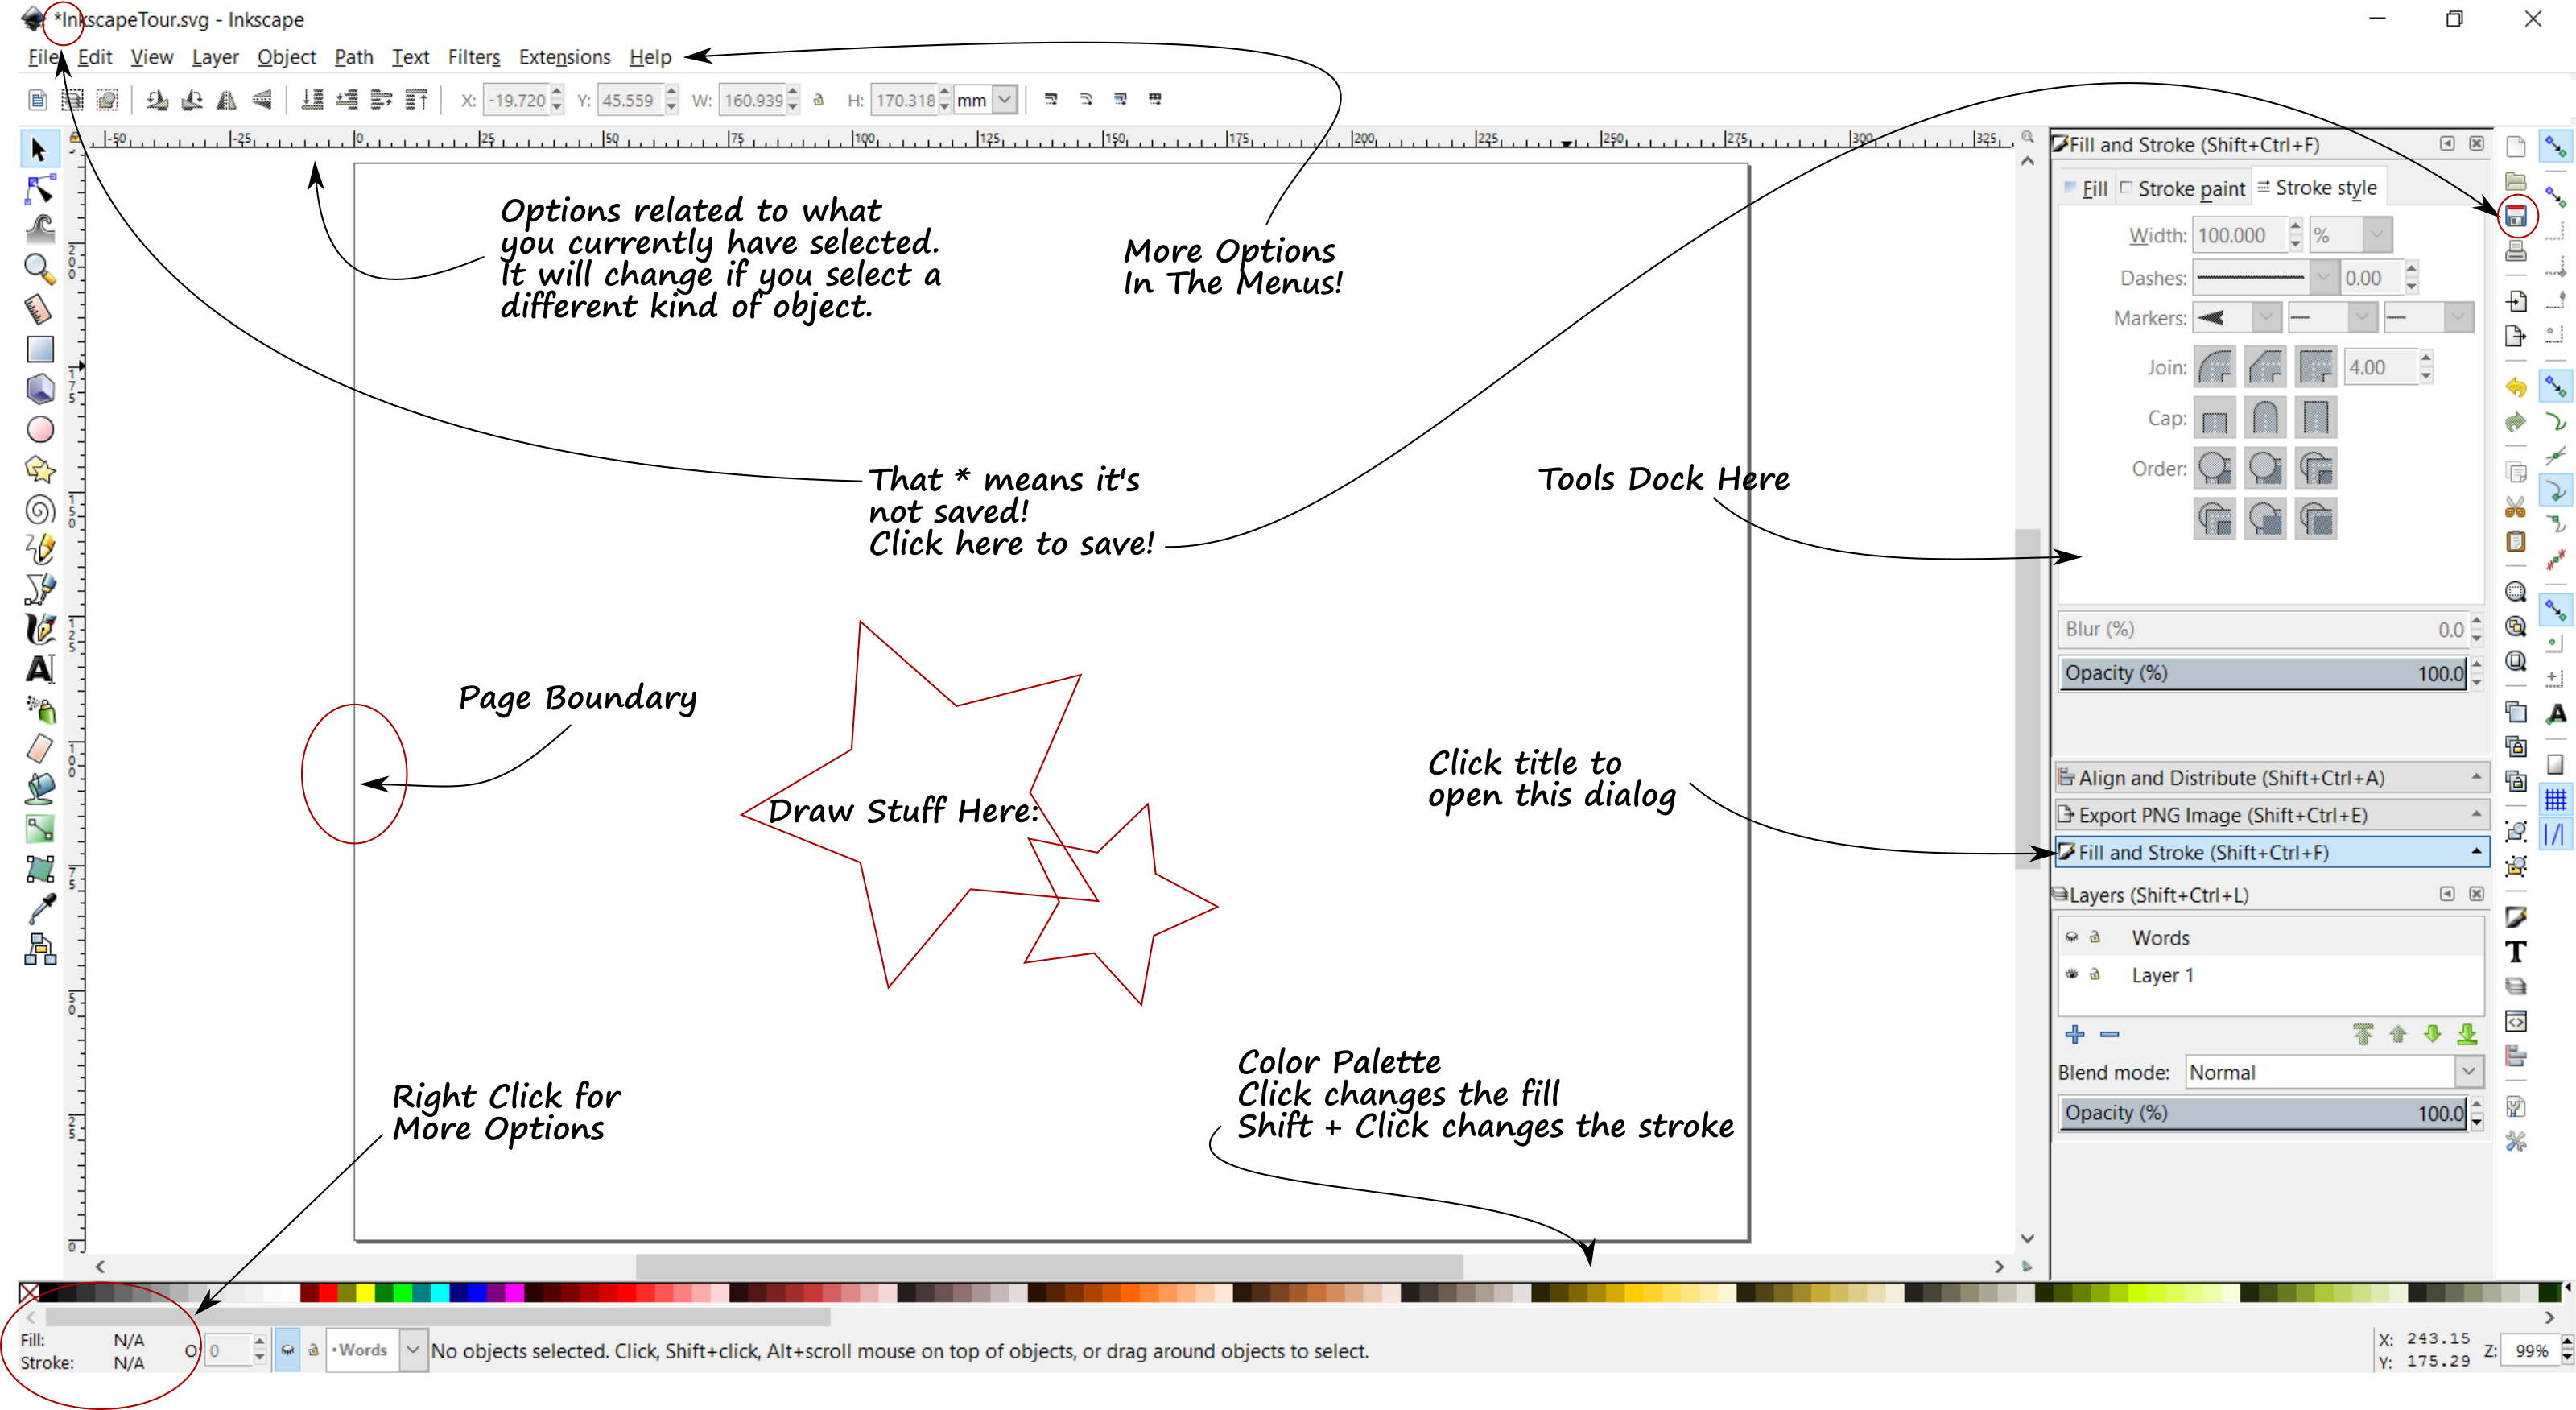 *InkscapeTour.svg - Inkscape
File Edit View Layer Object Path Text Filters Extensions Help
X: -19.720 Y: 45.559 W: 160.939 H: 170.318 mm
-50 -25 0 25 50 75 100 125 150 175 200 225 250 275 300 325
200
175
150
125
100
75
50
25
0
Options related to what
you currently have selected.
It will change if you select a
different kind of object.
More Options
In The Menus!
That * means it's
not saved!
Click here to save!
Tools Dock Here
Page Boundary
Draw Stuff Here:
Click title to
open this dialog
Right Click for
More Options
Color Palette
Click changes the fill
Shift + Click changes the stroke
Fill and Stroke (Shift+Ctrl+F)
Fill Stroke paint Stroke style
Width: 100.000 %
Dashes: 0.00
Markers:
Join: 4.00
Cap:
Order:
Blur (%) 0.0
Opacity (%) 100.0
Align and Distribute (Shift+Ctrl+A)
Export PNG Image (Shift+Ctrl+E)
Fill and Stroke (Shift+Ctrl+F)
Layers (Shift+Ctrl+L)
Words
Layer 1
Blend mode: Normal
Opacity (%) 100.0
Fill: N/A
Stroke: N/A
O: 0
•Words
No objects selected. Click, Shift+click, Alt+scroll mouse on top of objects, or drag around objects to select.
X: 243.15
Y: 175.29
Z: 99%